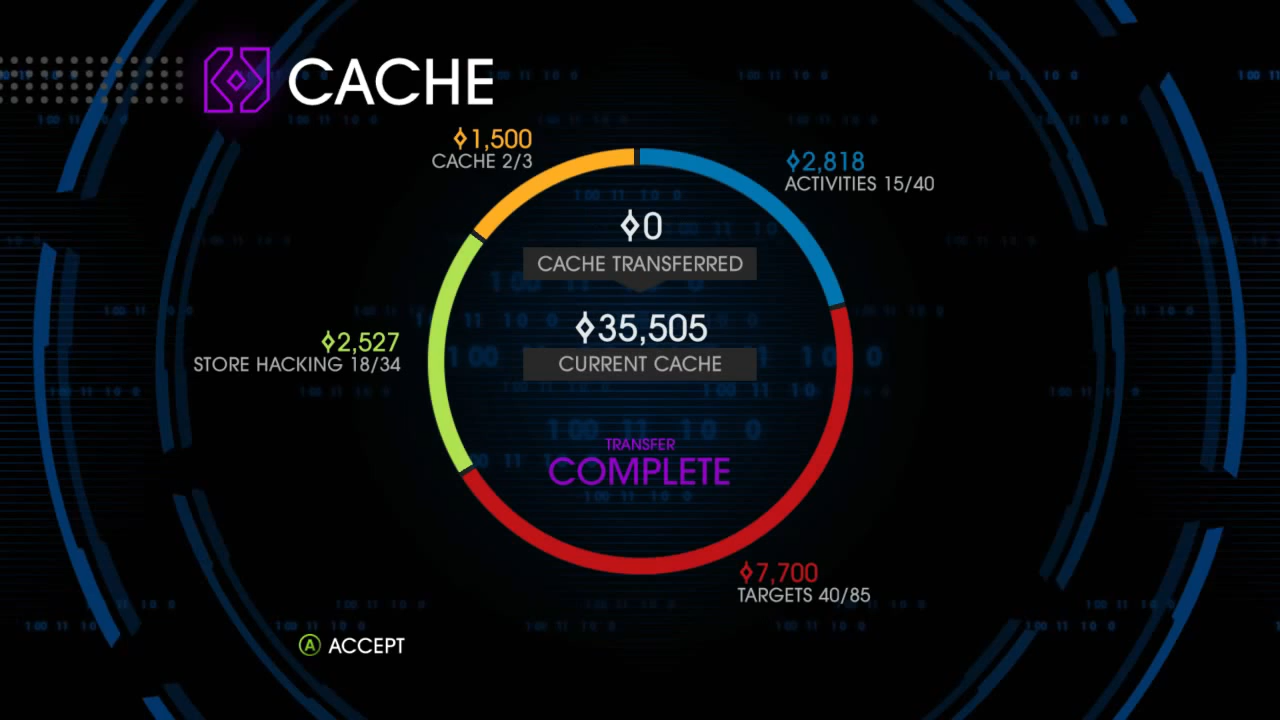 CACHE
1,500
CACHE 2/3
2,818
ACTIVITIES 15/40
0
CACHE TRANSFERRED
35,505
CURRENT CACHE
2,527
STORE HACKING 18/34
TRANSFER
COMPLETE
7,700
TARGETS 40/85
A ACCEPT